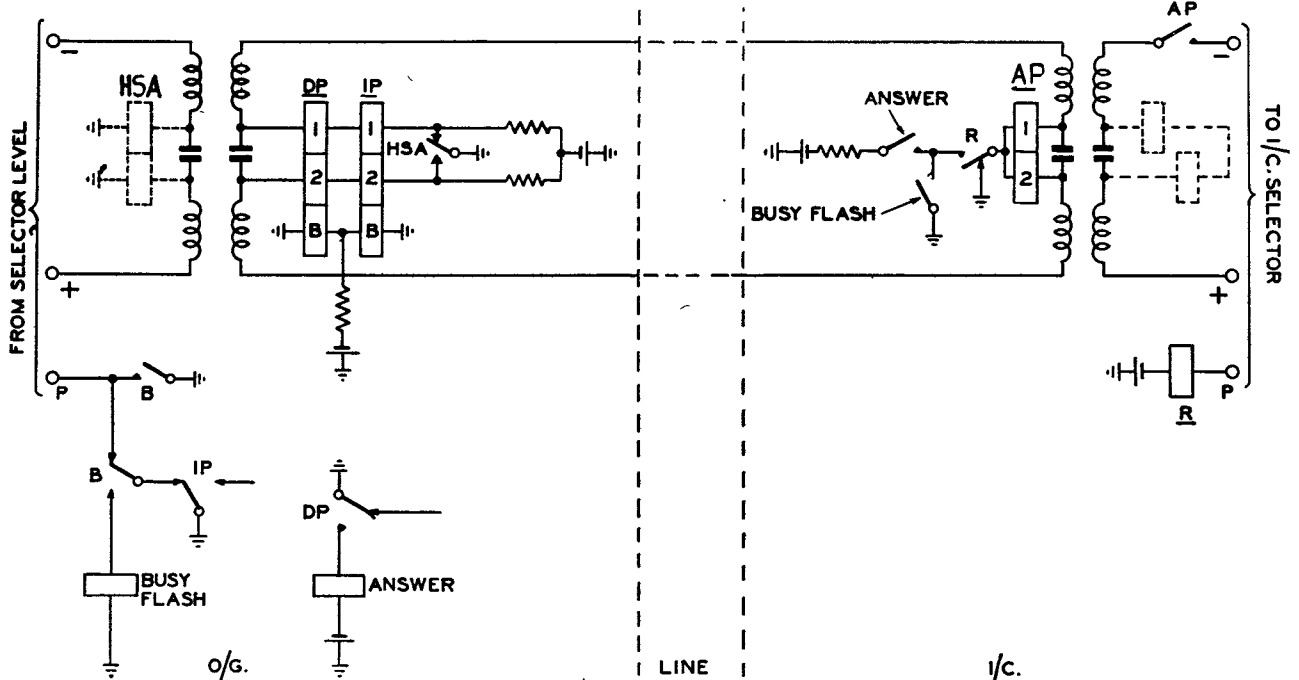 FROM SELECTOR LEVEL
−
HSA
DP
IP
1
1
HSA
2
2
B
B
+
P
B
B
IP
BUSY
FLASH
DP
ANSWER
O/G.
LINE
ANSWER
R
AP
1
2
BUSY FLASH
I/C.
AP
−
TO I/C. SELECTOR
+
P
R